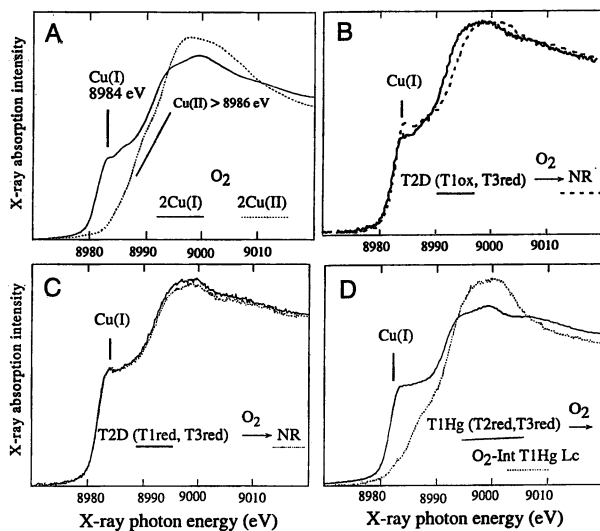 A
Cu(I)
8984 eV
Cu(II) > 8986 eV
O2
2Cu(I) 2Cu(II)
8980 8990 9000 9010
X-ray absorption intensity
B
Cu(I)
O2
T2D (T1ox, T3red) → NR
8980 8990 9000 9010
C
Cu(I)
O2
T2D (T1red, T3red) → NR
8980 8990 9000 9010
X-ray absorption intensity
X-ray photon energy (eV)
D
Cu(I)
O2
T1Hg (T2red,T3red) →
O2-Int T1Hg Lc
8980 8990 9000 9010
X-ray photon energy (eV)